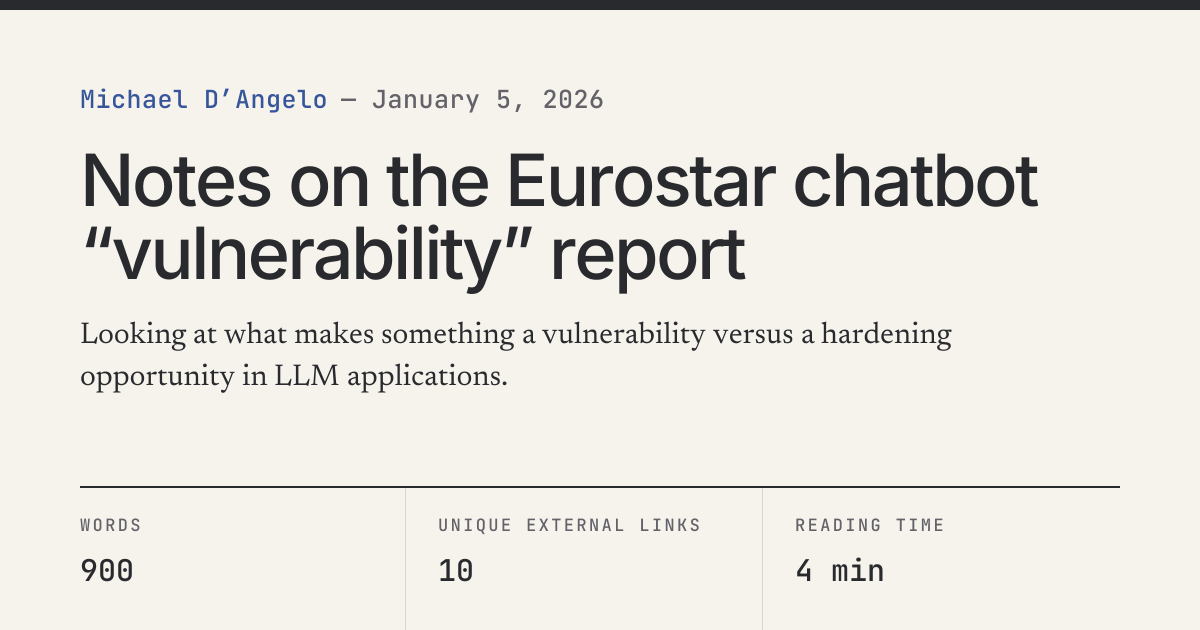 Michael D’Angelo — January 5, 2026
Notes on the Eurostar chatbot
“vulnerability” report
Looking at what makes something a vulnerability versus a hardening
opportunity in LLM applications.
WORDS
900
UNIQUE EXTERNAL LINKS
10
READING TIME
4 min